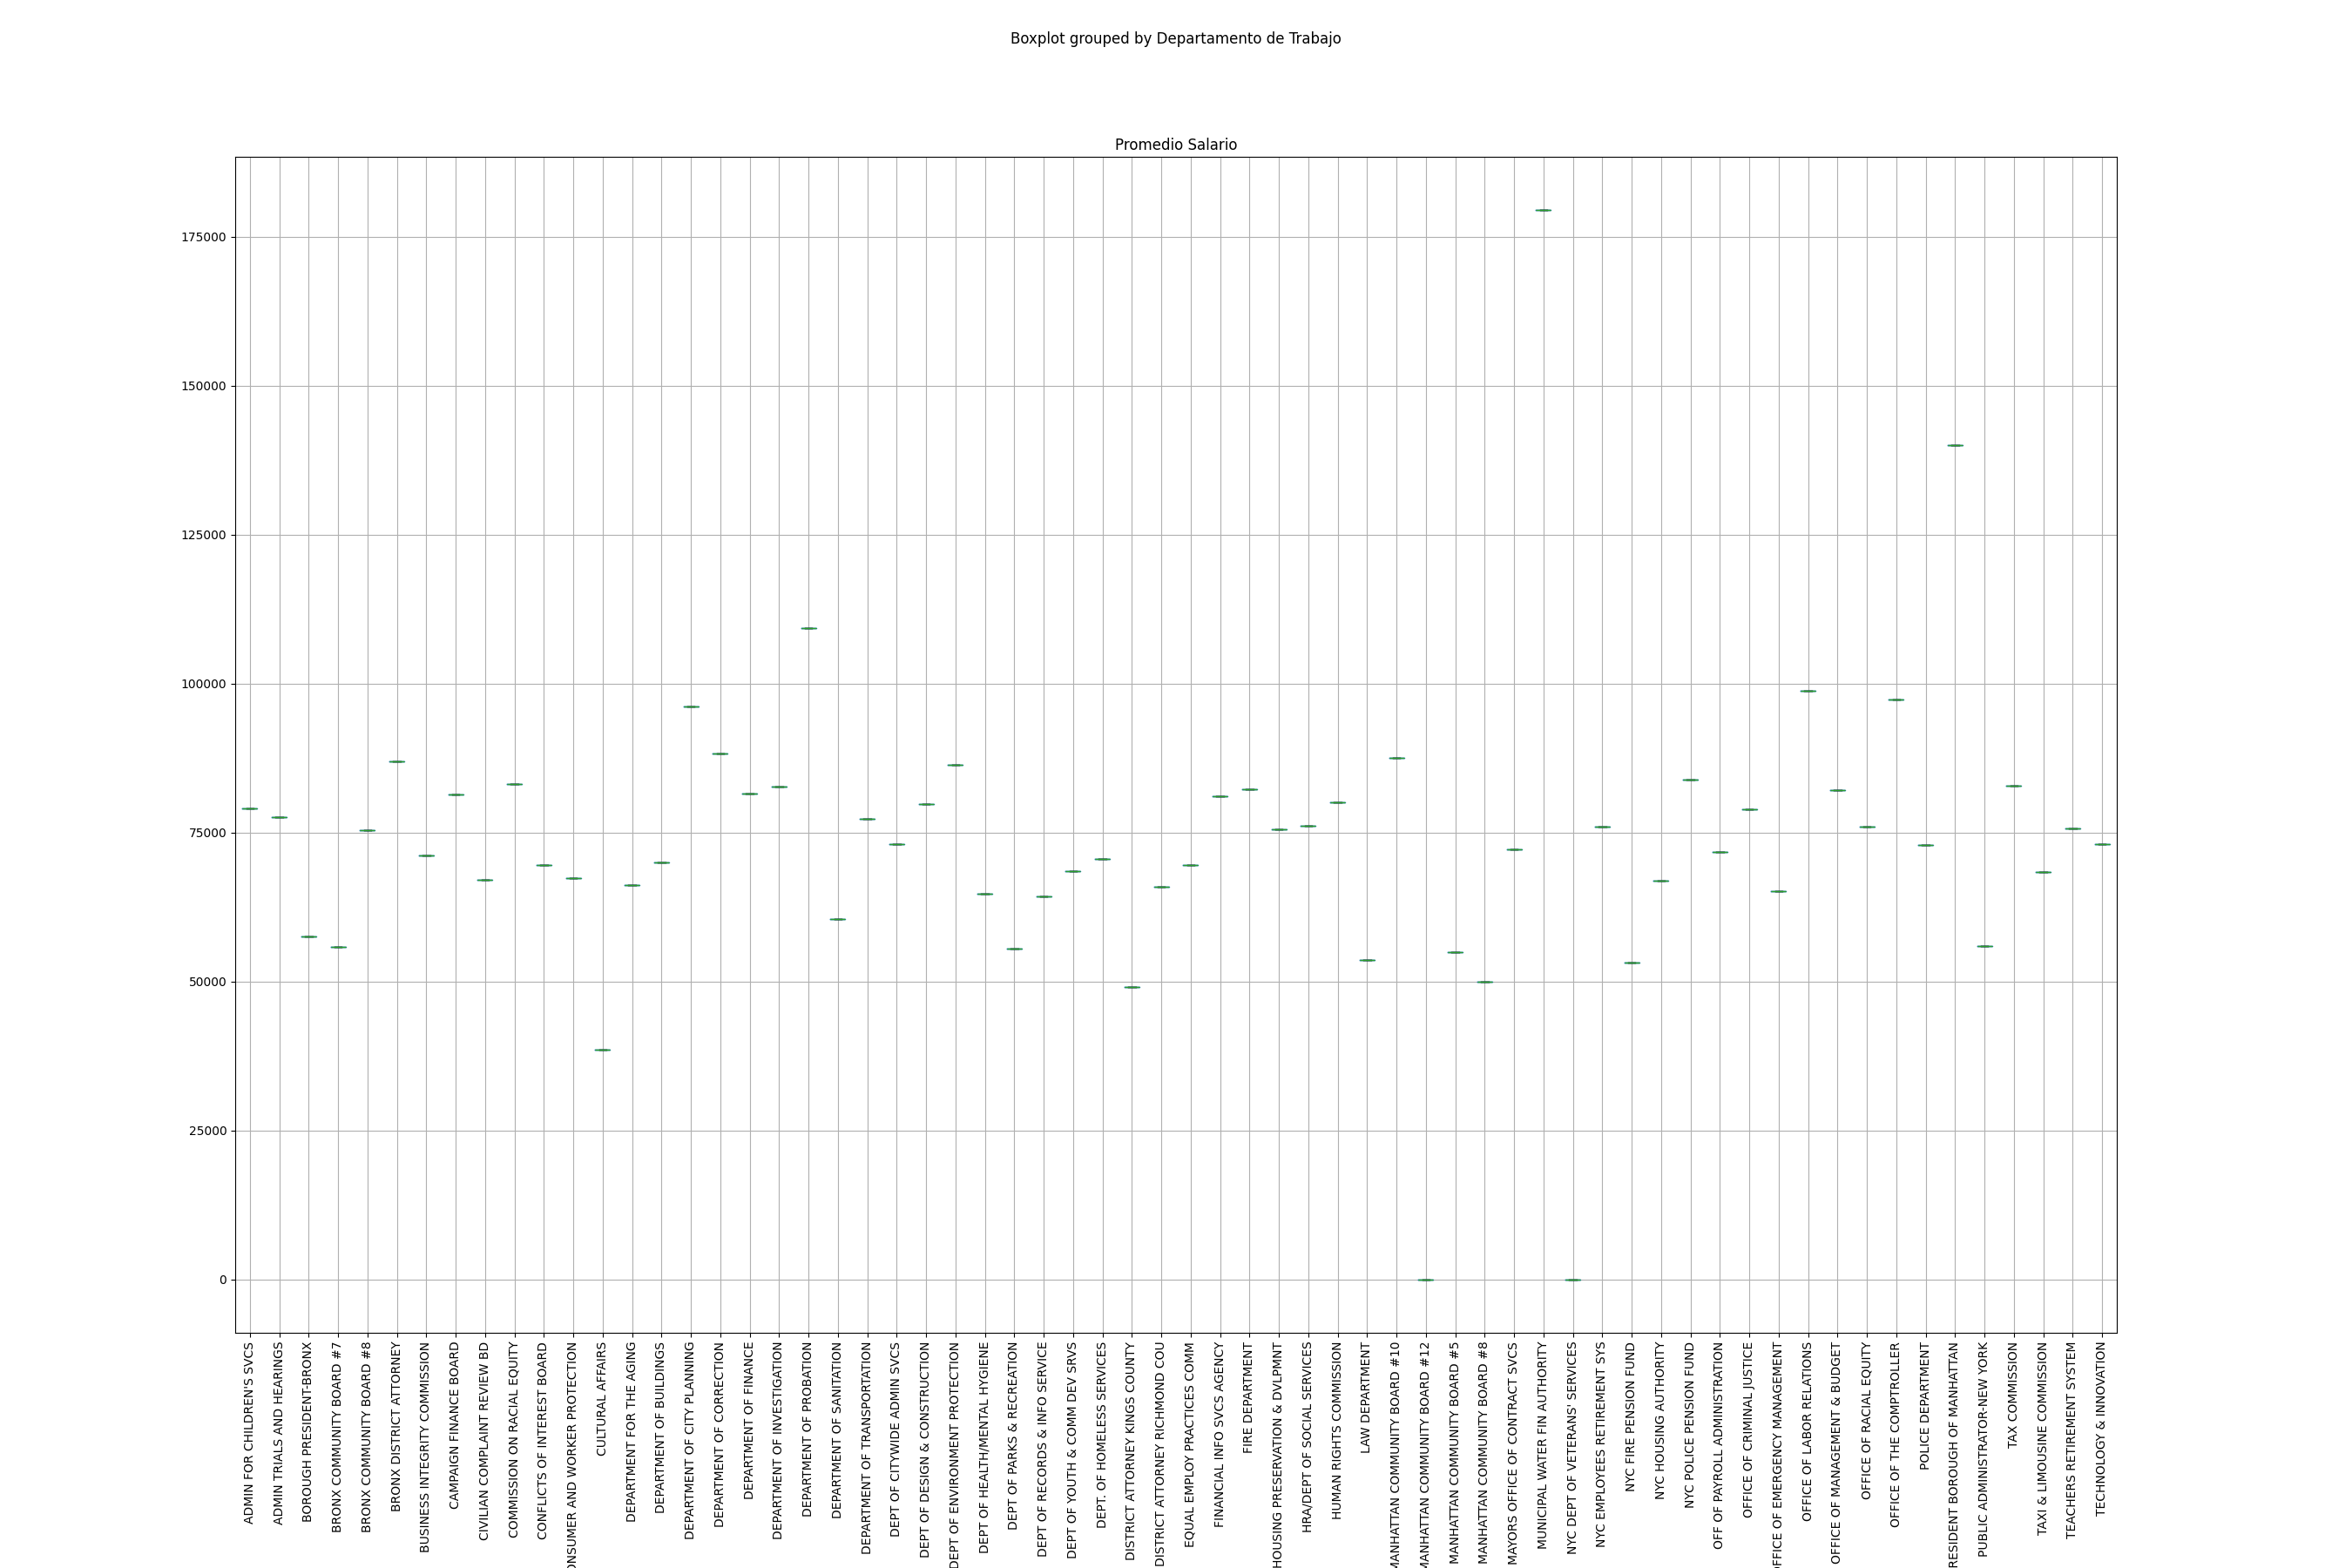 Boxplot grouped by Departamento de Trabajo
Promedio Salario
175000
150000
125000
100000
75000
50000
25000
0
ADMIN FOR CHILDREN'S SVCS
ADMIN TRIALS AND HEARINGS
BOROUGH PRESIDENT-BRONX
BRONX COMMUNITY BOARD #7
BRONX COMMUNITY BOARD #8
BRONX DISTRICT ATTORNEY
BUSINESS INTEGRITY COMMISSION
CAMPAIGN FINANCE BOARD
CIVILIAN COMPLAINT REVIEW BD
COMMISSION ON RACIAL EQUITY
CONFLICTS OF INTEREST BOARD
ONSUMER AND WORKER PROTECTION
CULTURAL AFFAIRS
DEPARTMENT FOR THE AGING
DEPARTMENT OF BUILDINGS
DEPARTMENT OF CITY PLANNING
DEPARTMENT OF CORRECTION
DEPARTMENT OF FINANCE
DEPARTMENT OF INVESTIGATION
DEPARTMENT OF PROBATION
DEPARTMENT OF SANITATION
DEPARTMENT OF TRANSPORTATION
DEPT OF CITYWIDE ADMIN SVCS
DEPT OF DESIGN & CONSTRUCTION
DEPT OF ENVIRONMENT PROTECTION
DEPT OF HEALTH/MENTAL HYGIENE
DEPT OF PARKS & RECREATION
DEPT OF RECORDS & INFO SERVICE
DEPT OF YOUTH & COMM DEV SRVS
DEPT. OF HOMELESS SERVICES
DISTRICT ATTORNEY KINGS COUNTY
DISTRICT ATTORNEY RICHMOND COU
EQUAL EMPLOY PRACTICES COMM
FINANCIAL INFO SVCS AGENCY
FIRE DEPARTMENT
HOUSING PRESERVATION & DVLPMNT
HRA/DEPT OF SOCIAL SERVICES
HUMAN RIGHTS COMMISSION
LAW DEPARTMENT
MANHATTAN COMMUNITY BOARD #10
MANHATTAN COMMUNITY BOARD #12
MANHATTAN COMMUNITY BOARD #5
MANHATTAN COMMUNITY BOARD #8
MAYORS OFFICE OF CONTRACT SVCS
MUNICIPAL WATER FIN AUTHORITY
NYC DEPT OF VETERANS' SERVICES
NYC EMPLOYEES RETIREMENT SYS
NYC FIRE PENSION FUND
NYC HOUSING AUTHORITY
NYC POLICE PENSION FUND
OFF OF PAYROLL ADMINISTRATION
OFFICE OF CRIMINAL JUSTICE
FFICE OF EMERGENCY MANAGEMENT
OFFICE OF LABOR RELATIONS
OFFICE OF MANAGEMENT & BUDGET
OFFICE OF RACIAL EQUITY
OFFICE OF THE COMPTROLLER
POLICE DEPARTMENT
RESIDENT BOROUGH OF MANHATTAN
PUBLIC ADMINISTRATOR-NEW YORK
TAX COMMISSION
TAXI & LIMOUSINE COMMISSION
TEACHERS RETIREMENT SYSTEM
TECHNOLOGY & INNOVATION